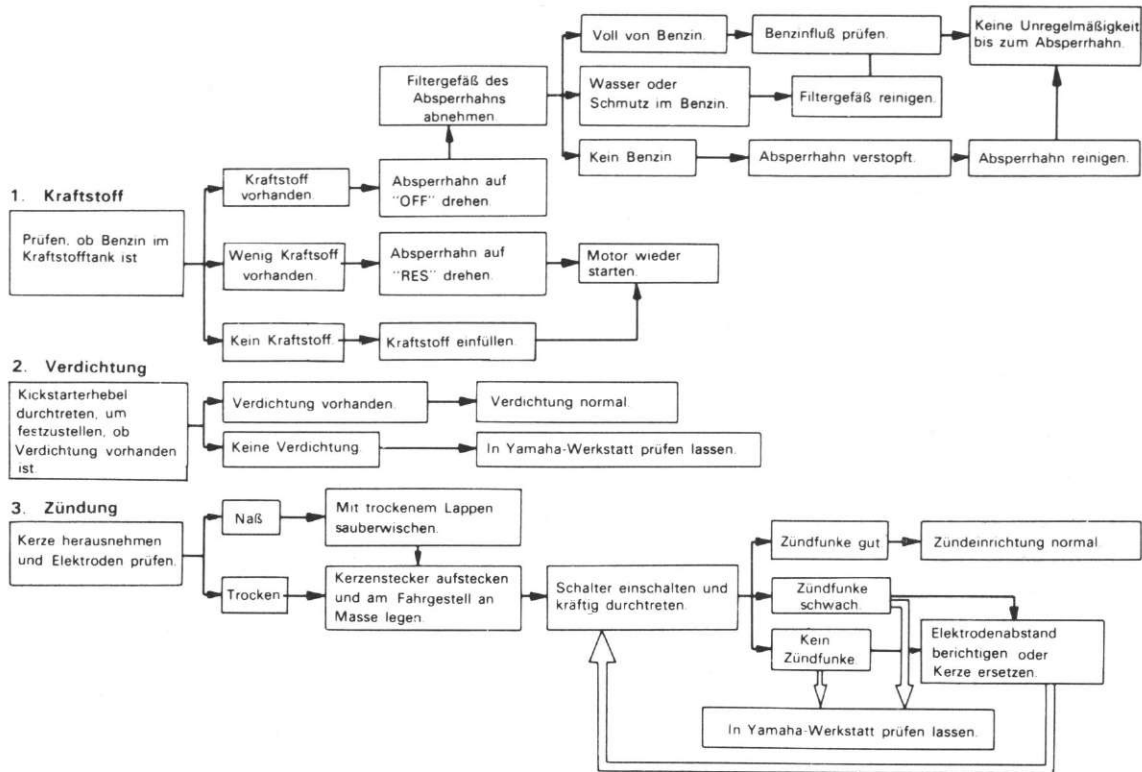 Voll von Benzin.
Benzinfluß prüfen.
Keine Unregelmäßigkeit
bis zum Absperrhahn.
Filtergefäß des
Absperrhahns
abnehmen.
Wasser oder
Schmutz im Benzin.
Filtergefäß reinigen.
Kein Benzin
Absperrhahn verstopft.
Absperrhahn reinigen.
1. Kraftstoff
Prüfen, ob Benzin im
Kraftstofftank ist
Kraftstoff
vorhanden.
Absperrhahn auf
"OFF" drehen.
Wenig Kraftsoff
vorhanden.
Absperrhahn auf
"RES" drehen.
Motor wieder
starten.
Kein Kraftstoff.
Kraftstoff einfüllen.
2. Verdichtung
Kickstarterhebel
durchtreten, um
festzustellen, ob
Verdichtung vorhanden
ist.
Verdichtung vorhanden.
Verdichtung normal.
Keine Verdichtung.
In Yamaha-Werkstatt prüfen lassen.
3. Zündung
Kerze herausnehmen
und Elektroden prüfen.
Naß
Mit trockenem Lappen
sauberwischen.
Trocken
Kerzenstecker aufstecken
und am Fahrgestell an
Masse legen.
Schalter einschalten und
kräftig durchtreten.
Zündfunke gut
Zündeinrichtung normal.
Zündfunke
schwach.
Kein
Zündfunke.
Elektrodenabstand
berichtigen oder
Kerze ersetzen.
In Yamaha-Werkstatt prüfen lassen.